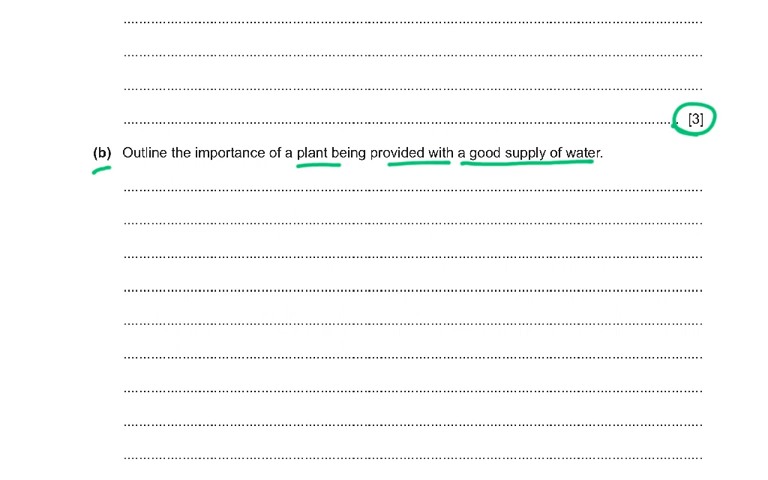 [3]
(b) Outline the importance of a plant being provided with a good supply of water.